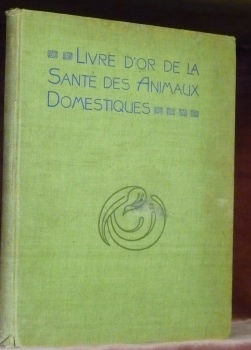 LIVRE D'OR DE LA
SANTÉ DES ANIMAUX
DOMESTIQUES